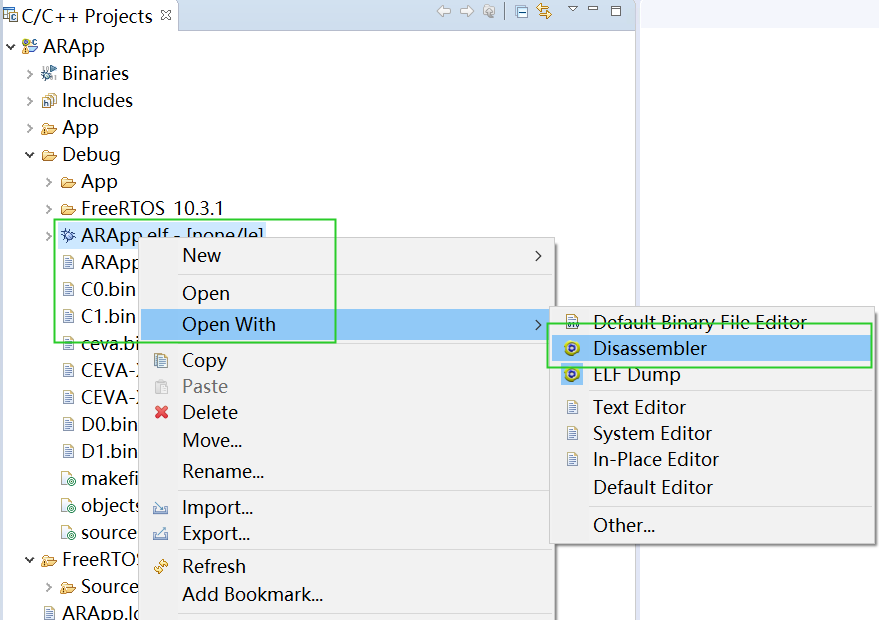 C/C++ Projects
ARApp
Binaries
Includes
App
Debug
App
FreeRTOS_10.3.1
ARApp.elf - [none/le]
ARApp
C0.bin
C1.bin
ceva.bi
CEVA-
CEVA-
D0.bin
D1.bin
makefi
objects
source
FreeRTOS
Source
ARApp.lo
New
Open
Open With
Copy
Paste
Delete
Move...
Rename...
Import...
Export...
Refresh
Add Bookmark...
Default Binary File Editor
Disassembler
ELF Dump
Text Editor
System Editor
In-Place Editor
Default Editor
Other...